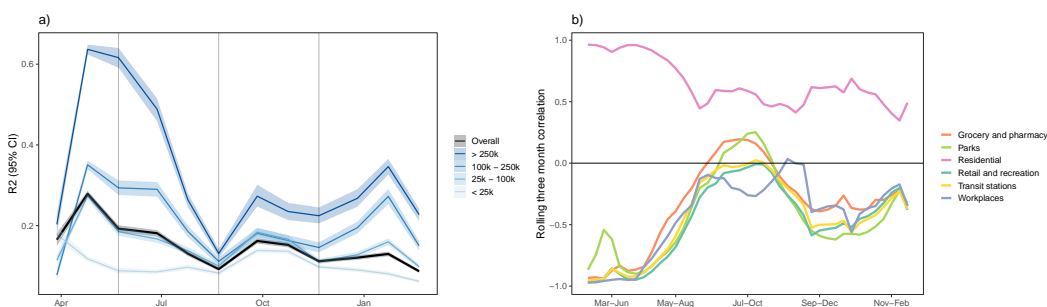 a)
R2 (95% CI)
0.6
0.4
0.2
Apr
Jul
Oct
Jan
Overall
> 250k
100k − 250k
25k − 100k
< 25k
b)
Rolling three month correlation
1.0
0.5
0.0
−0.5
−1.0
Mar−Jun
May−Aug
Jul−Oct
Sep−Dec
Nov−Feb
Grocery and pharmacy
Parks
Residential
Retail and recreation
Transit stations
Workplaces